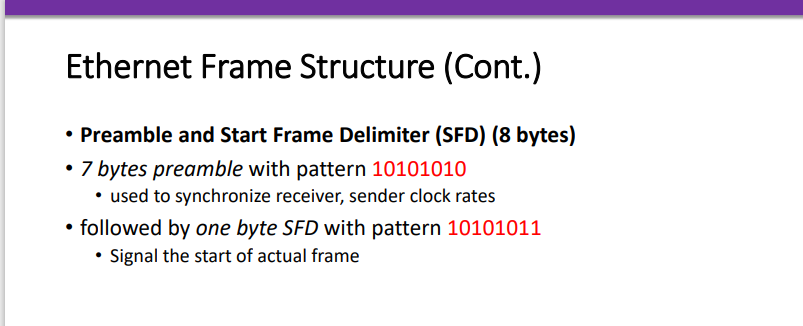 Ethernet Frame Structure (Cont.)
• Preamble and Start Frame Delimiter (SFD) (8 bytes)
• 7 bytes preamble with pattern 10101010
• used to synchronize receiver, sender clock rates
• followed by one byte SFD with pattern 10101011
• Signal the start of actual frame